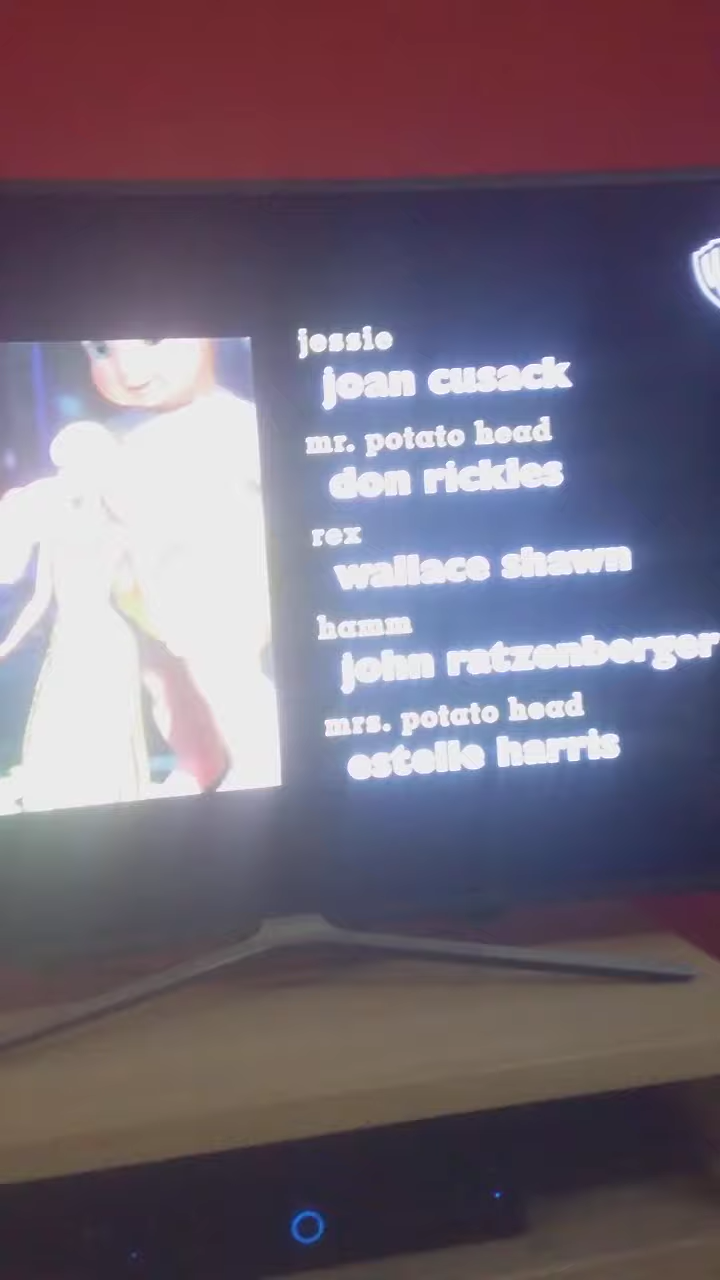 jessie
joan cusack
mr. potato head
don rickles
rex
wallace shawn
hamm
john ratzenberger
mrs. potato head
estelle harris